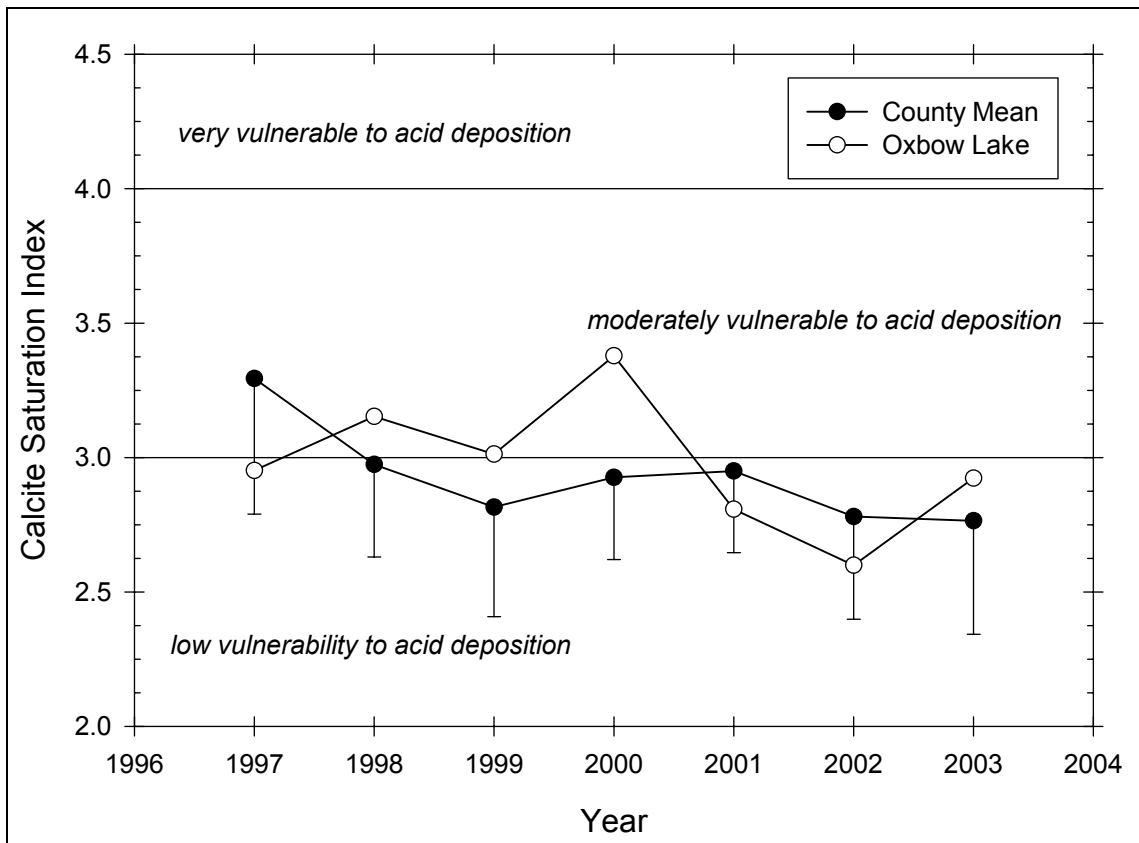 4.5
very vulnerable to acid deposition
County Mean
Oxbow Lake
4.0
3.5
moderately vulnerable to acid deposition
3.0
2.5
low vulnerability to acid deposition
2.0
Calcite Saturation Index
1996 1997 1998 1999 2000 2001 2002 2003 2004
Year